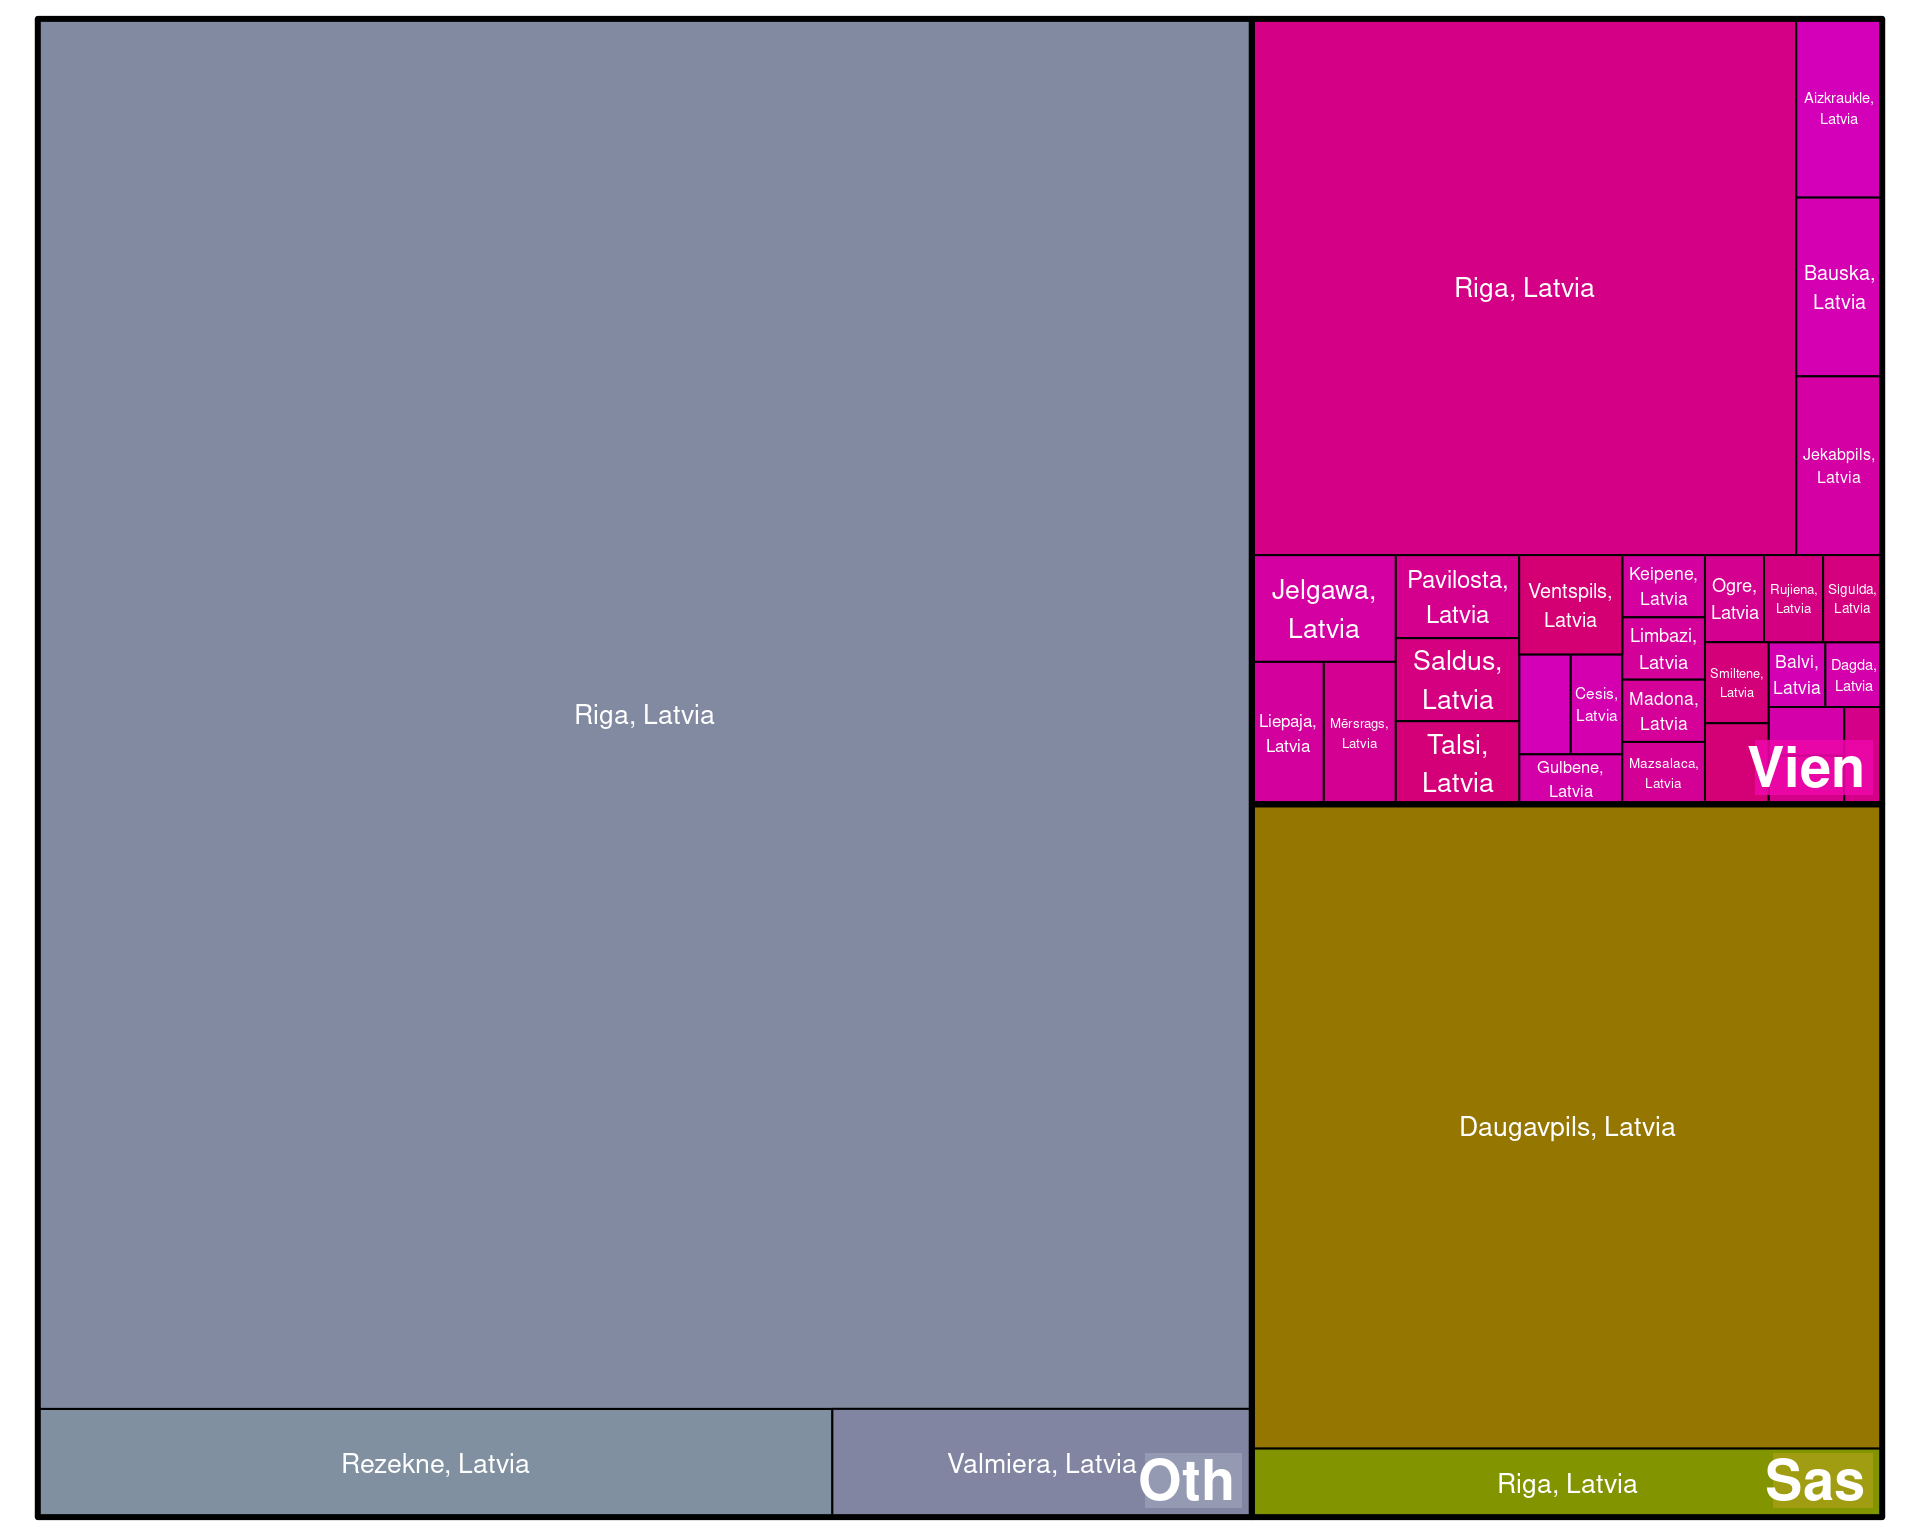 Riga, Latvia
Rezekne, Latvia
Valmiera, Latvia
Oth
Riga, Latvia
Aizkraukle,
Latvia
Bauska,
Latvia
Jekabpils,
Latvia
Jelgawa,
Latvia
Liepaja,
Latvia
Mērsrags,
Latvia
Pavilosta,
Latvia
Saldus,
Latvia
Talsi,
Latvia
Ventspils,
Latvia
Cesis,
Latvia
Gulbene,
Latvia
Keipene,
Latvia
Limbazi,
Latvia
Madona,
Latvia
Mazsalaca,
Latvia
Ogre,
Latvia
Rujiena,
Latvia
Sigulda,
Latvia
Smiltene,
Latvia
Balvi,
Latvia
Dagda,
Latvia
Vien
Daugavpils, Latvia
Riga, Latvia
Sas